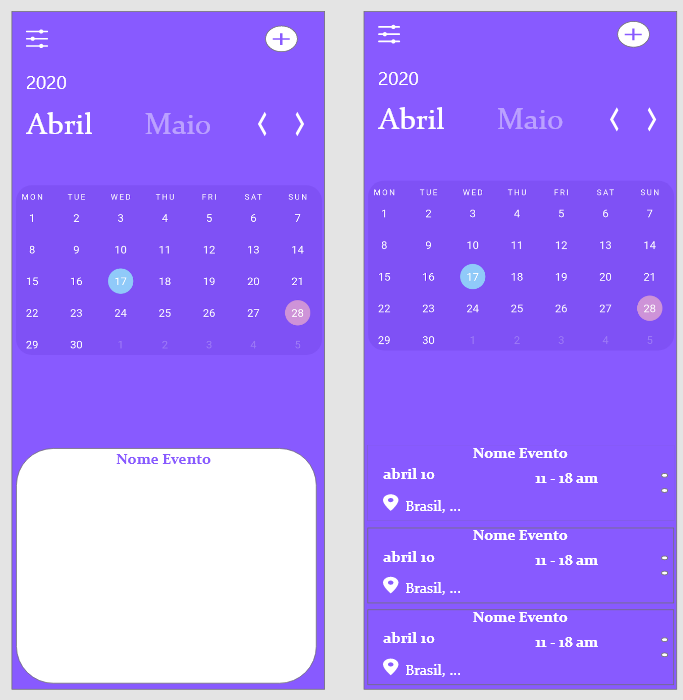 2020
Abril Maio
MON TUE WED THU FRI SAT SUN
1 2 3 4 5 6 7
8 9 10 11 12 13 14
15 16 17 18 19 20 21
22 23 24 25 26 27 28
29 30 1 2 3 4 5
Nome Evento
2020
Abril Maio
MON TUE WED THU FRI SAT SUN
1 2 3 4 5 6 7
8 9 10 11 12 13 14
15 16 17 18 19 20 21
22 23 24 25 26 27 28
29 30 1 2 3 4 5
Nome Evento
abril 10 11 - 18 am
Brasil, ...
Nome Evento
abril 10 11 - 18 am
Brasil, ...
Nome Evento
abril 10 11 - 18 am
Brasil, ...